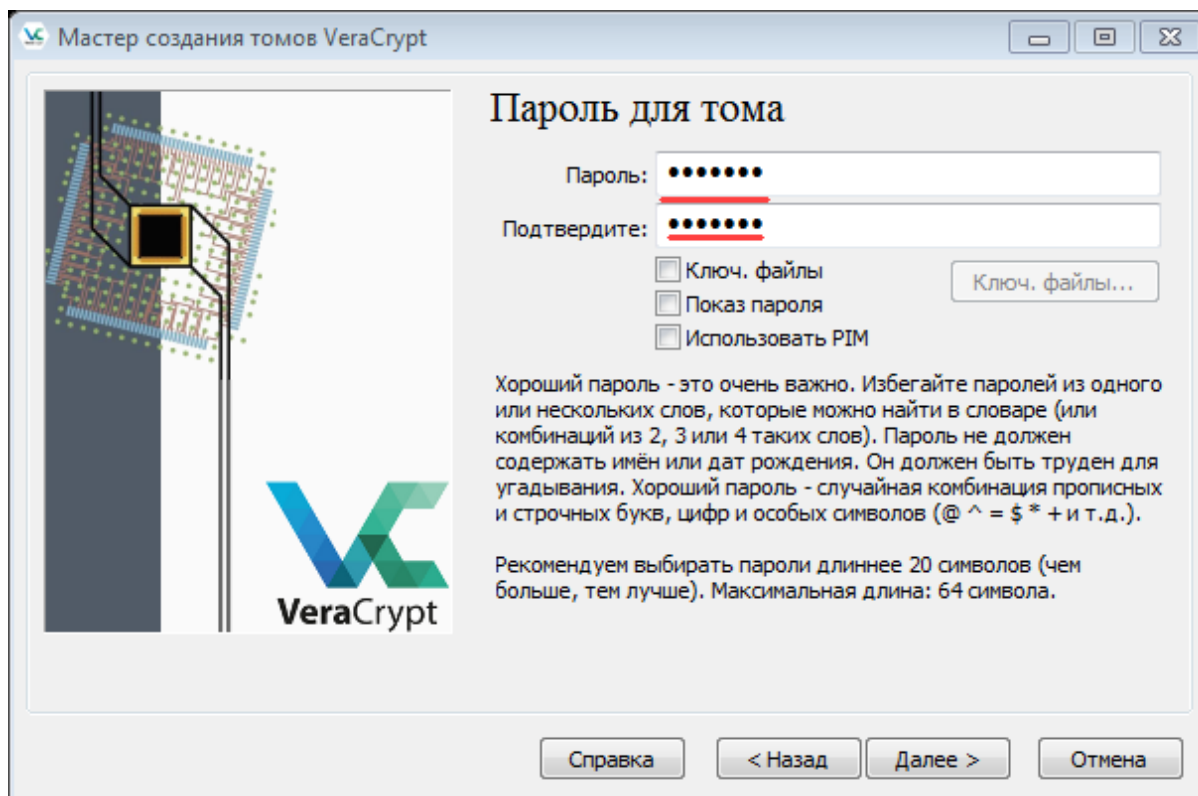 Мастер создания томов VeraCrypt
Пароль для тома
Пароль: •••••••
Подтвердите: •••••••
Ключ. файлы
Ключ. файлы...
Показ пароля
Использовать PIM
Хороший пароль - это очень важно. Избегайте паролей из одного
или нескольких слов, которые можно найти в словаре (или
комбинаций из 2, 3 или 4 таких слов). Пароль не должен
содержать имён или дат рождения. Он должен быть труден для
угадывания. Хороший пароль - случайная комбинация прописных
и строчных букв, цифр и особых символов (@ ^ = $ * + и т.д.).
Рекомендуем выбирать пароли длиннее 20 символов (чем
больше, тем лучше). Максимальная длина: 64 символа.
VeraCrypt
Справка
< Назад
Далее >
Отмена